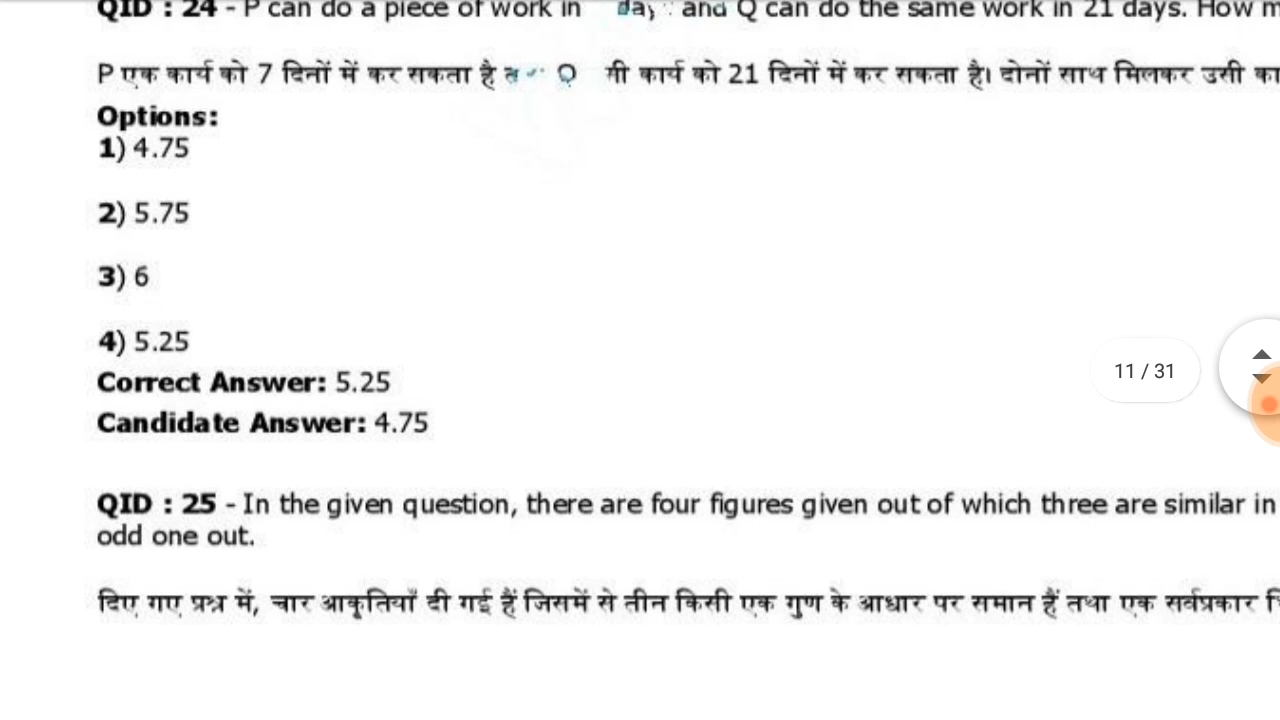 QID : 24 - P can do a piece of work in and Q can do the same work in 21 days. How m
P एक कार्य को 7 दिनों में कर सकता है Q सी कार्य को 21 दिनों में कर सकता है। दोनों साथ मिलकर उसी का
Options:
1) 4.75
2) 5.75
3) 6
4) 5.25
11 / 31
Correct Answer: 5.25
Candidate Answer: 4.75
QID : 25 - In the given question, there are four figures given out of which three are similar in
odd one out.
दिए गए प्रश्न में, चार आकृतियाँ दी गई हैं जिसमें से तीन किसी एक गुण के आधार पर समान हैं तथा एक सर्वप्रकार